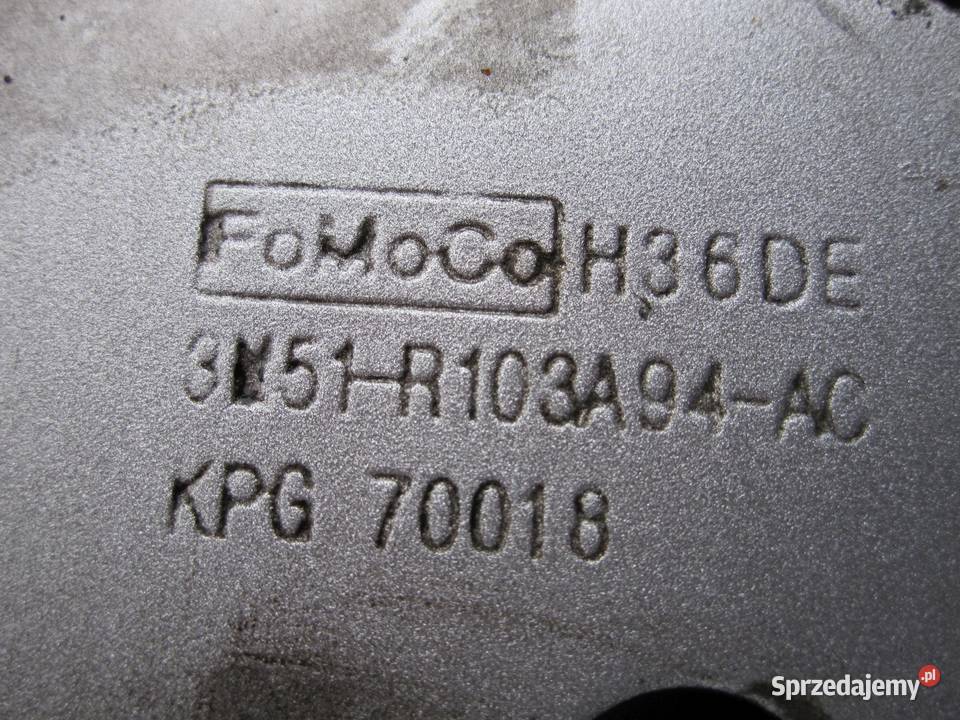 FoMoCo H36DE
3M51-R103A94-AC
KPG 70018
Sprzedajemy.pl